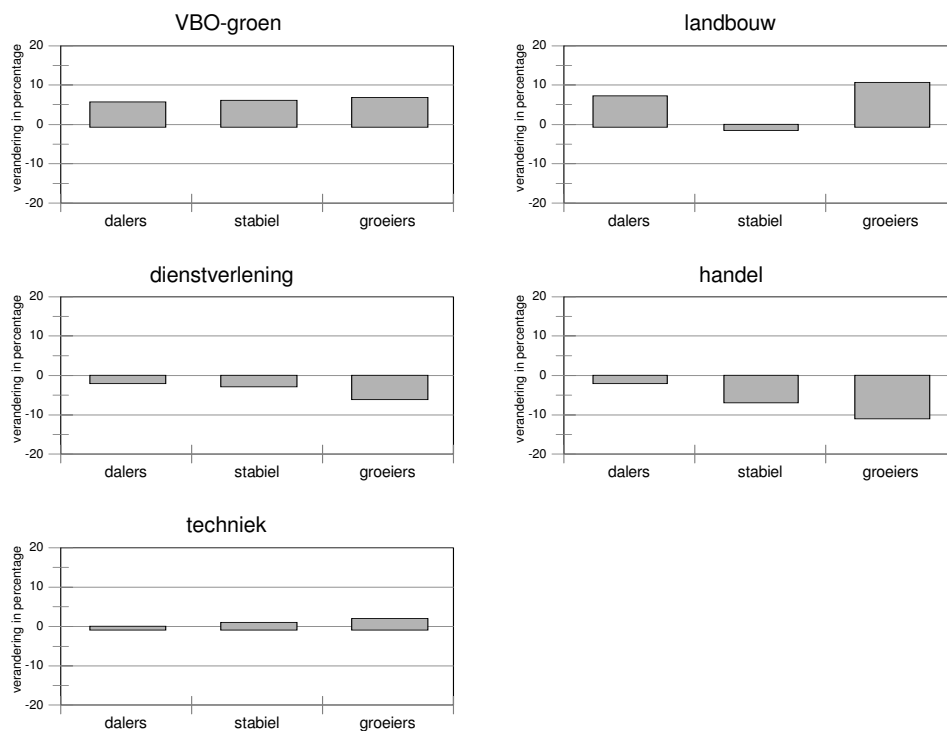 VBO-groen
verandering in percentage
20
10
0
-10
-20
dalers stabiel groeiers
landbouw
verandering in percentage
20
10
0
-10
-20
dalers stabiel groeiers
dienstverlening
verandering in percentage
20
10
0
-10
-20
dalers stabiel groeiers
handel
verandering in percentage
20
10
0
-10
-20
dalers stabiel groeiers
techniek
verandering in percentage
20
10
0
-10
-20
dalers stabiel groeiers